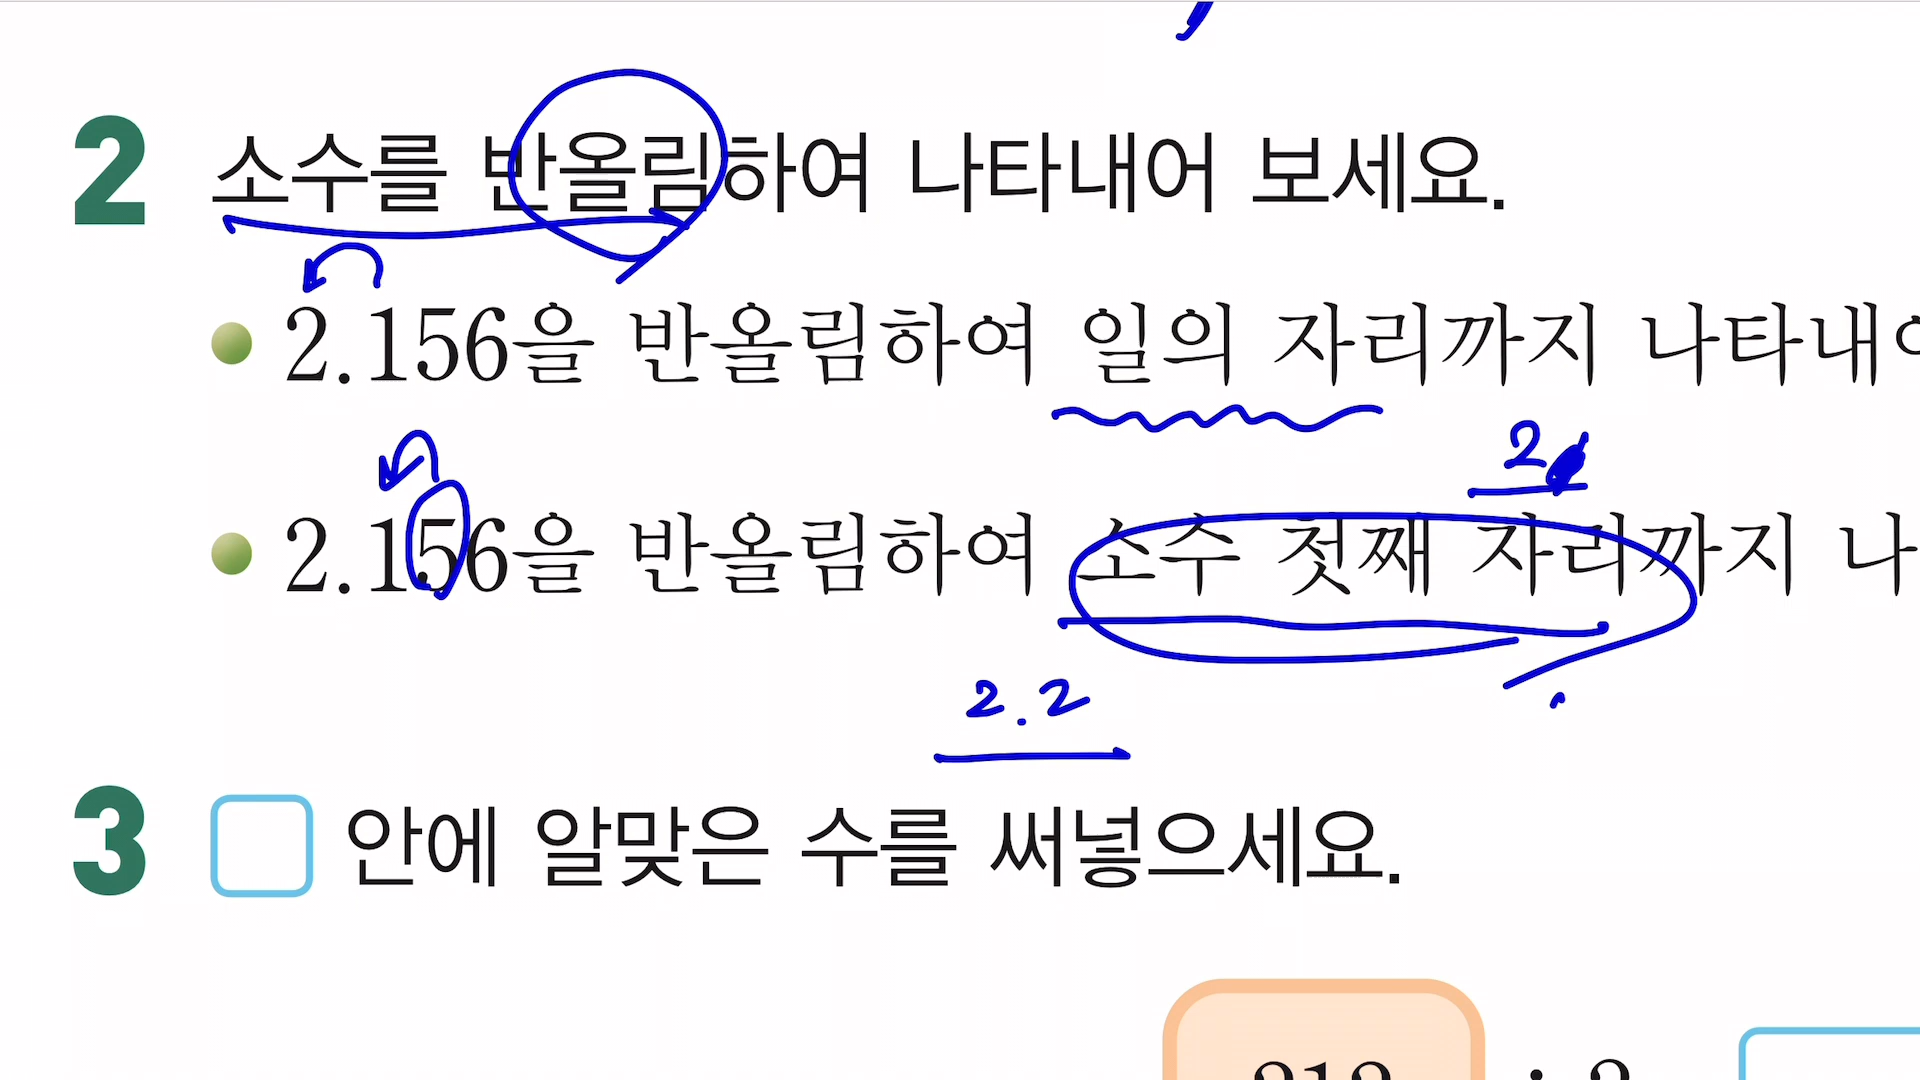 2 소수를 반올림하여 나타내어 보세요.
2.156을 반올림하여 일의 자리까지 나타내
2
2.156을 반올림하여 소수 첫째 자리까지 나
2.2
3 안에 알맞은 수를 써넣으세요.